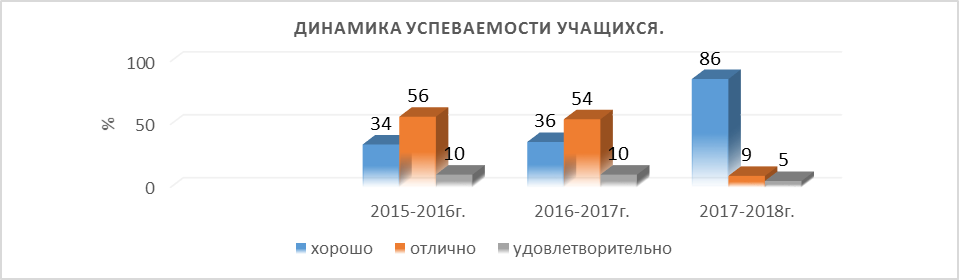 ДИНАМИКА УСПЕВАЕМОСТИ УЧАЩИХСЯ.
%
100
50
0
34
56
10
36
54
10
86
9
5
2015-2016г.
2016-2017г.
2017-2018г.
хорошо
отлично
удовлетворительно